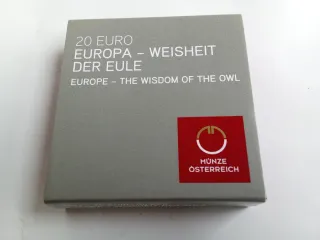 20 EURO
EUROPA – WEISHEIT
DER EULE
EUROPE – THE WISDOM OF THE OWL
MÜNZE
ÖSTERREICH